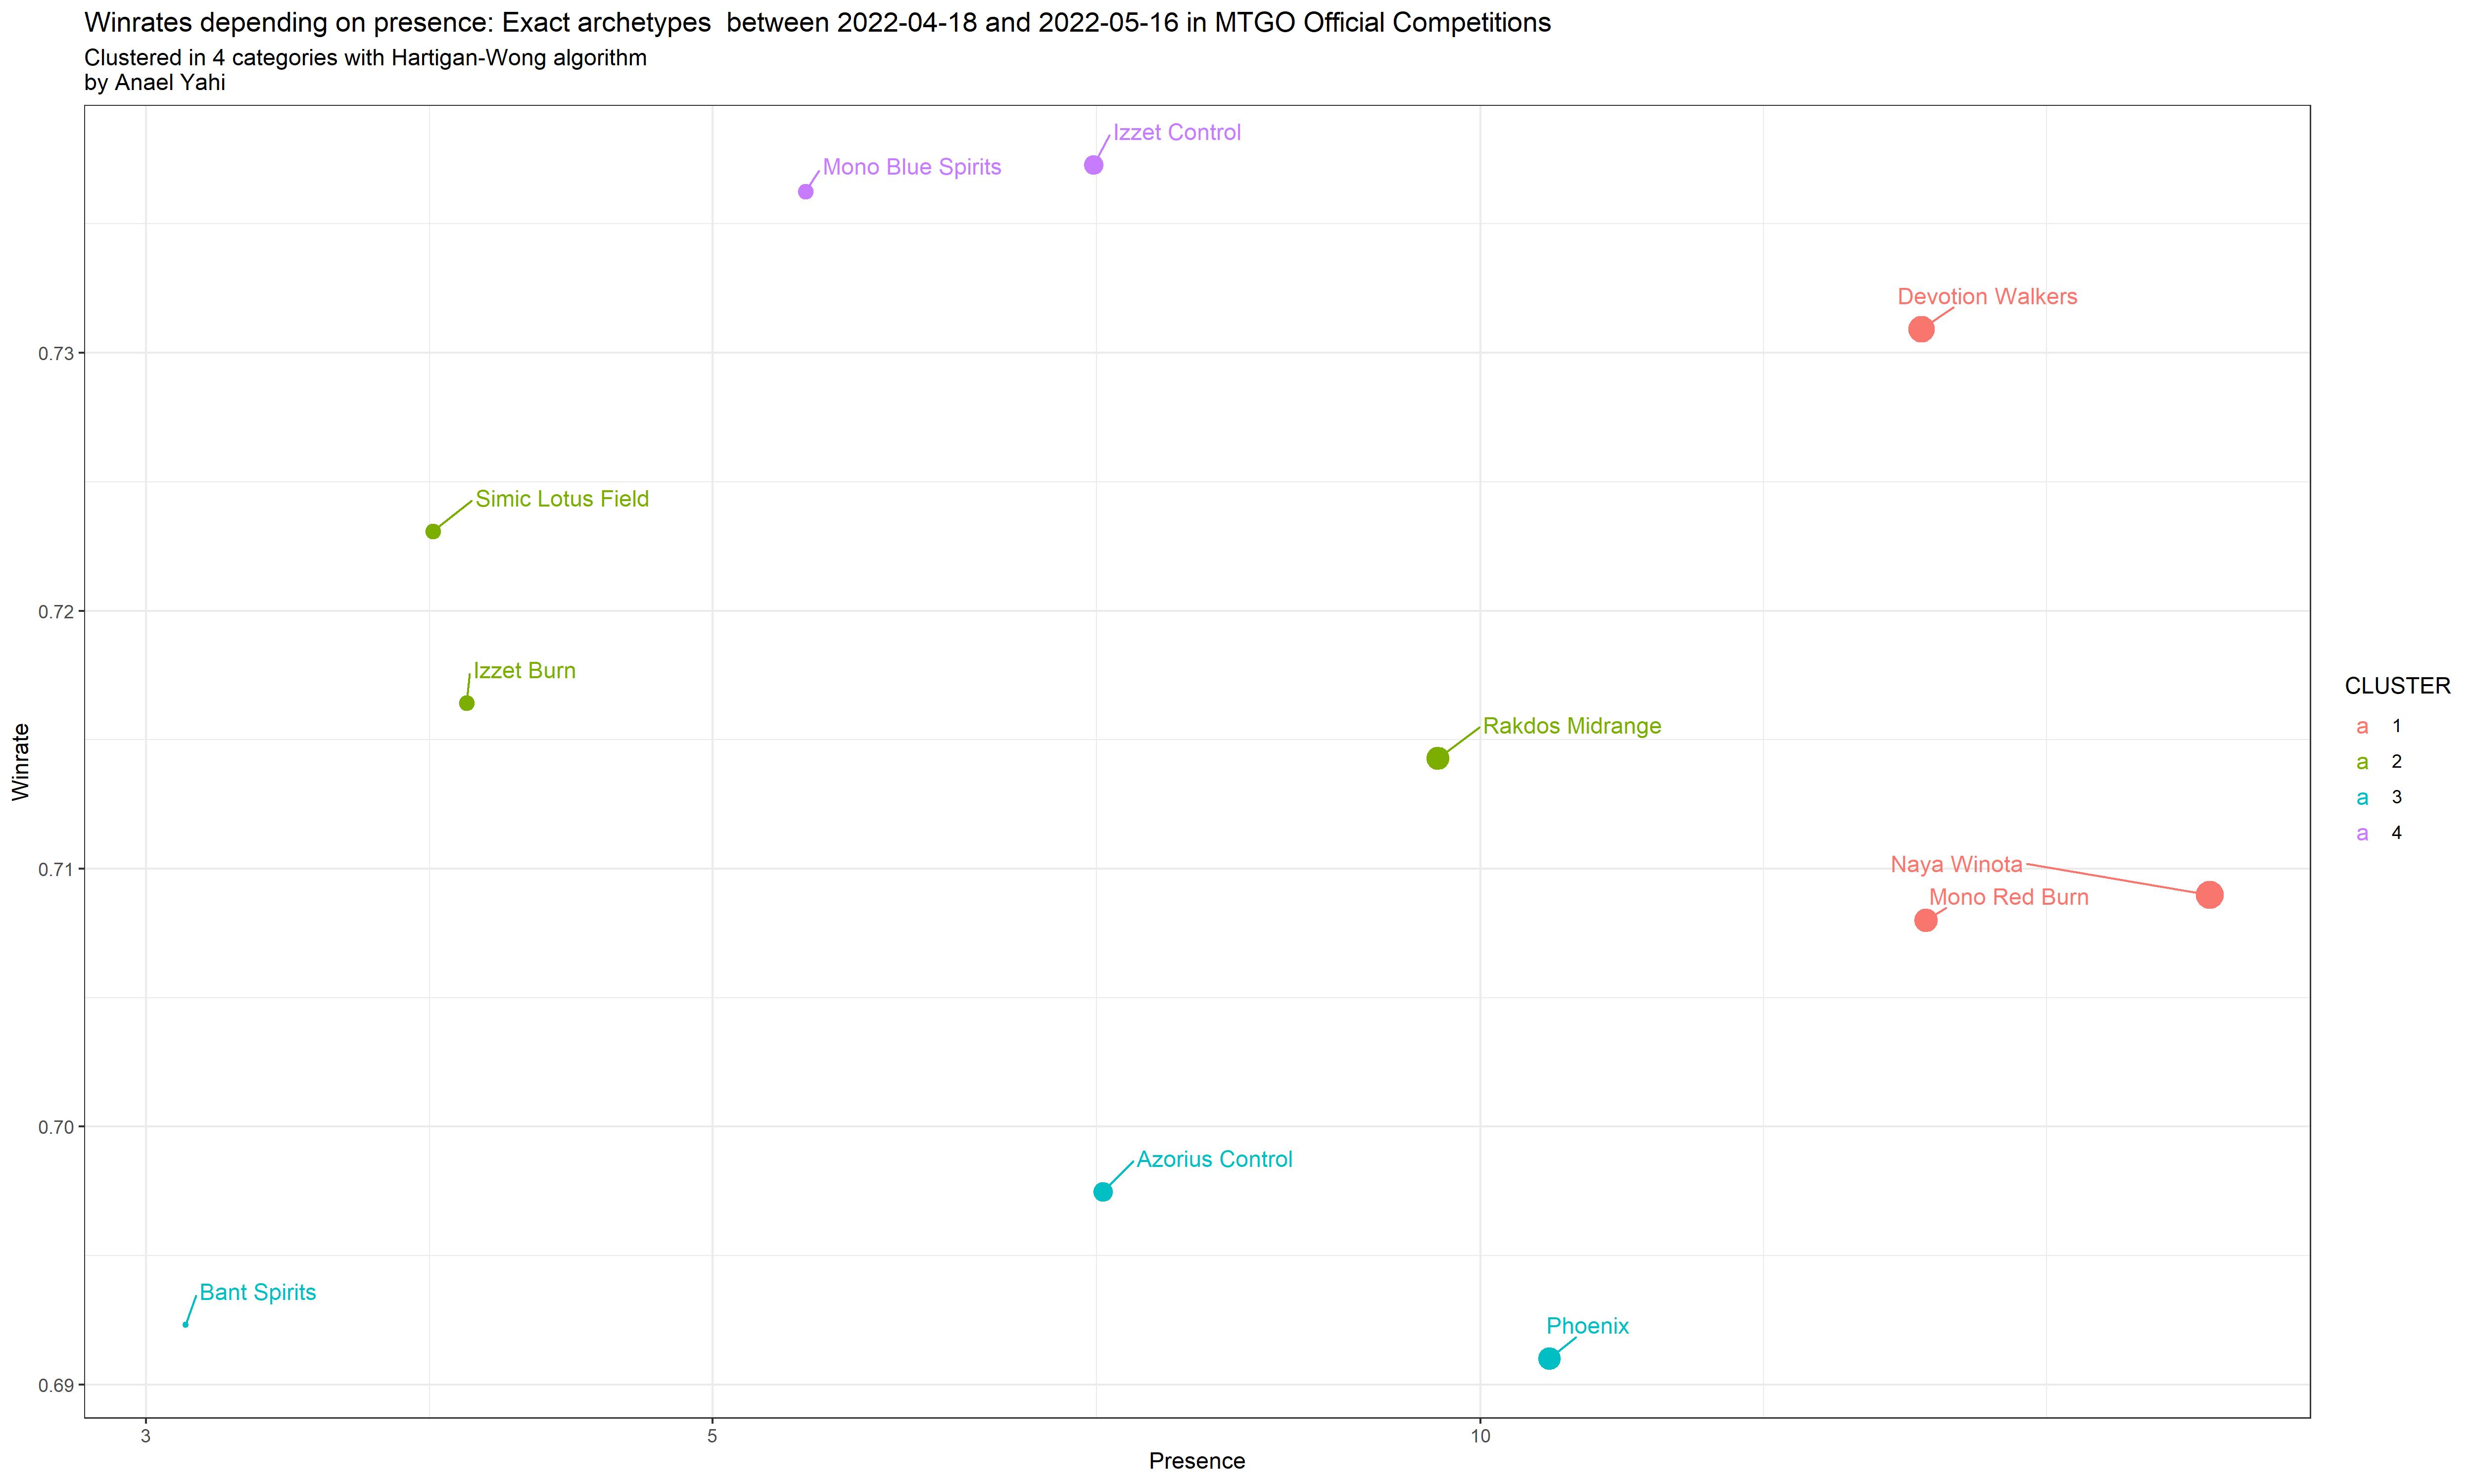 Winrates depending on presence: Exact archetypes  between 2022-04-18 and 2022-05-16 in MTGO Official Competitions
Clustered in 4 categories with Hartigan-Wong algorithm
by Anael Yahi
Izzet Control
Mono Blue Spirits
Devotion Walkers
0.73
Simic Lotus Field
0.72
Izzet Burn
Rakdos Midrange
Winrate
0.71
Naya Winota
Mono Red Burn
0.70
Azorius Control
Bant Spirits
Phoenix
0.69
3
5
10
Presence
CLUSTER
a 1
a 2
a 3
a 4